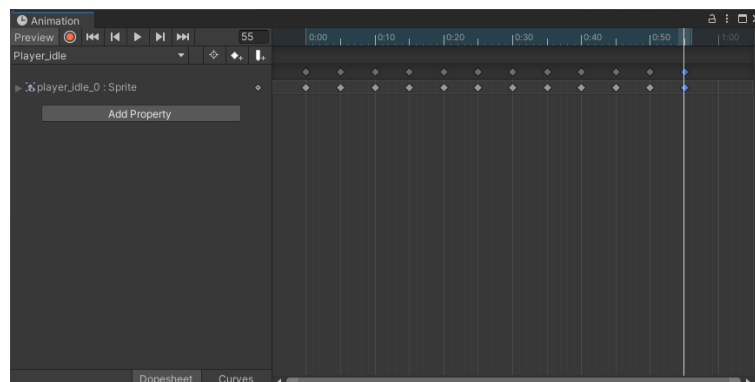 Animation
Preview 55 0:00 0:10 0:20 0:30 0:40 0:50 1:00
Player_idle
player_idle_0 : Sprite
Add Property
Dopesheet Curves